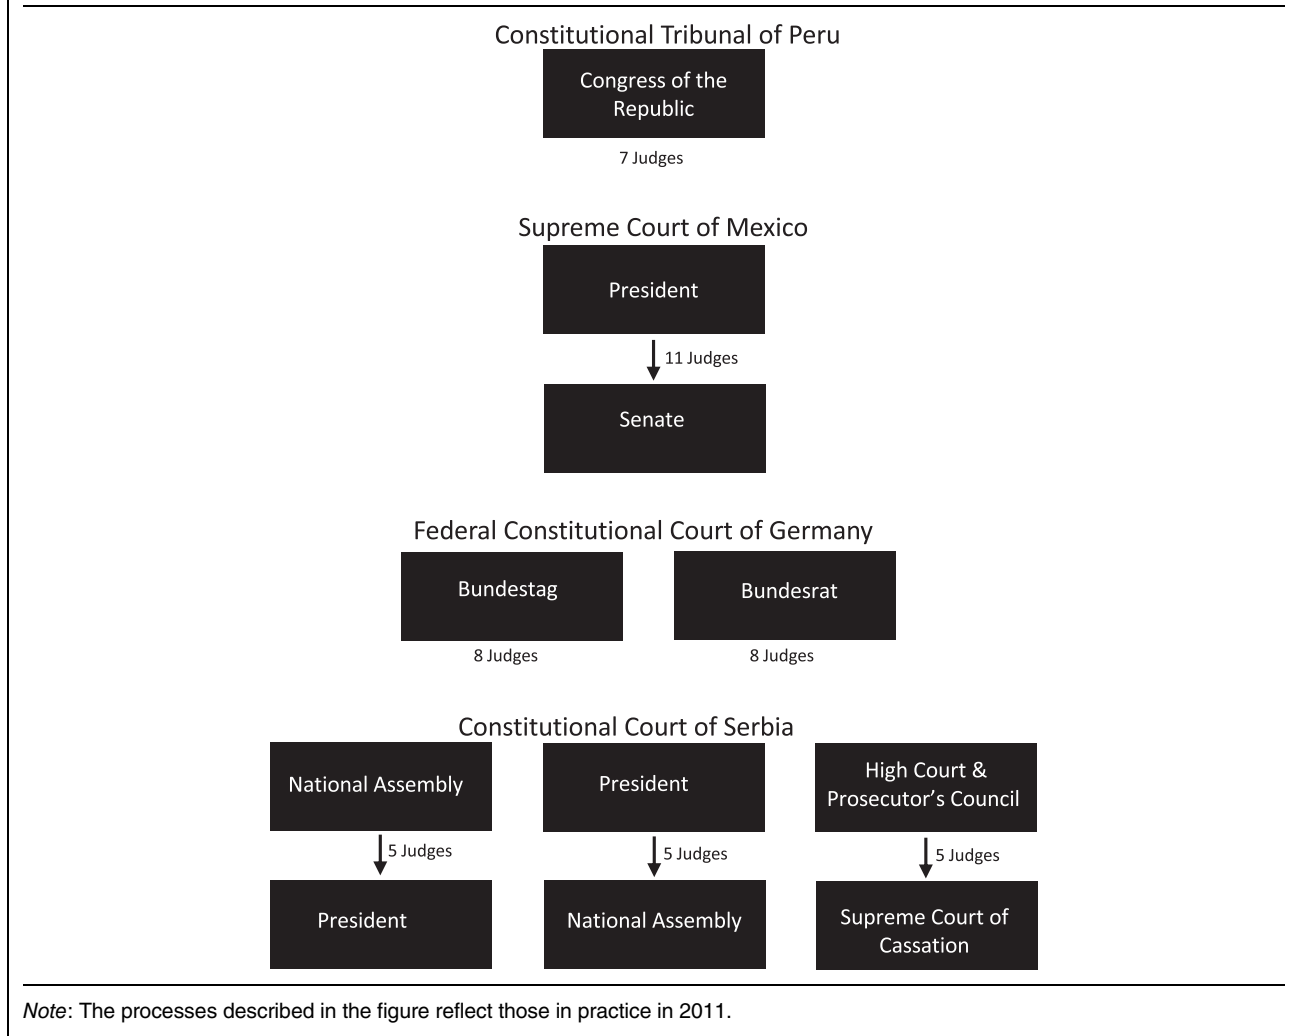 Constitutional Tribunal of Peru
Congress of the
Republic
7 Judges
Supreme Court of Mexico
President
11 Judges
Senate
Federal Constitutional Court of Germany
Bundestag
Bundesrat
8 Judges
8 Judges
Constitutional Court of Serbia
National Assembly
President
High Court &
Prosecutor’s Council
5 Judges
5 Judges
5 Judges
President
National Assembly
Supreme Court of
Cassation
Note: The processes described in the figure reflect those in practice in 2011.